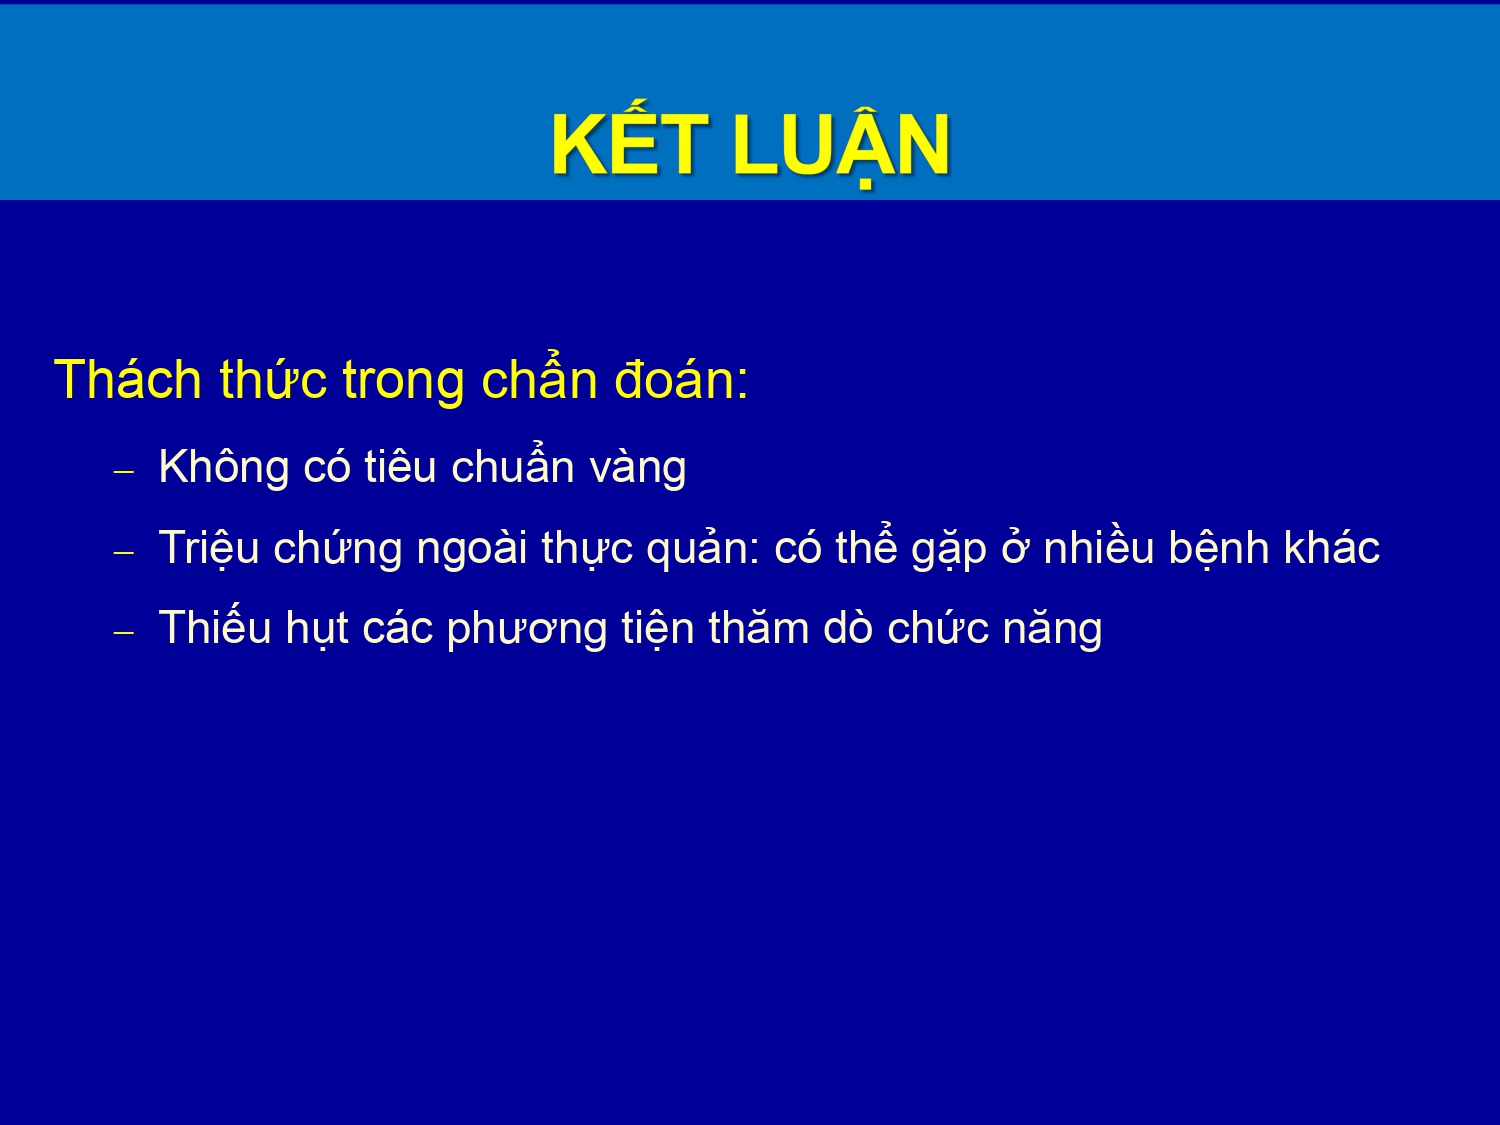 KẾT LUẬN
Thách thức trong chẩn đoán:
– Không có tiêu chuẩn vàng
– Triệu chứng ngoài thực quản: có thể gặp ở nhiều bệnh khác
– Thiếu hụt các phương tiện thăm dò chức năng